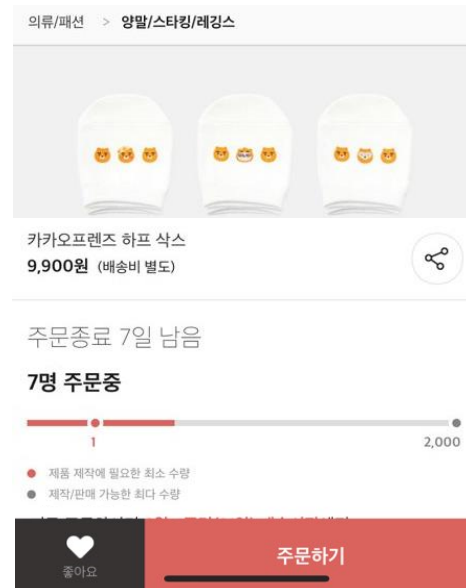 의류/패션 > 양말/스타킹/레깅스
카카오프렌즈 하프 삭스
9,900원 (배송비 별도)
주문종료 7일 남음
7명 주문중
1
2,000
제품 제작에 필요한 최소 수량
제작/판매 가능한 최다 수량
좋아요
주문하기